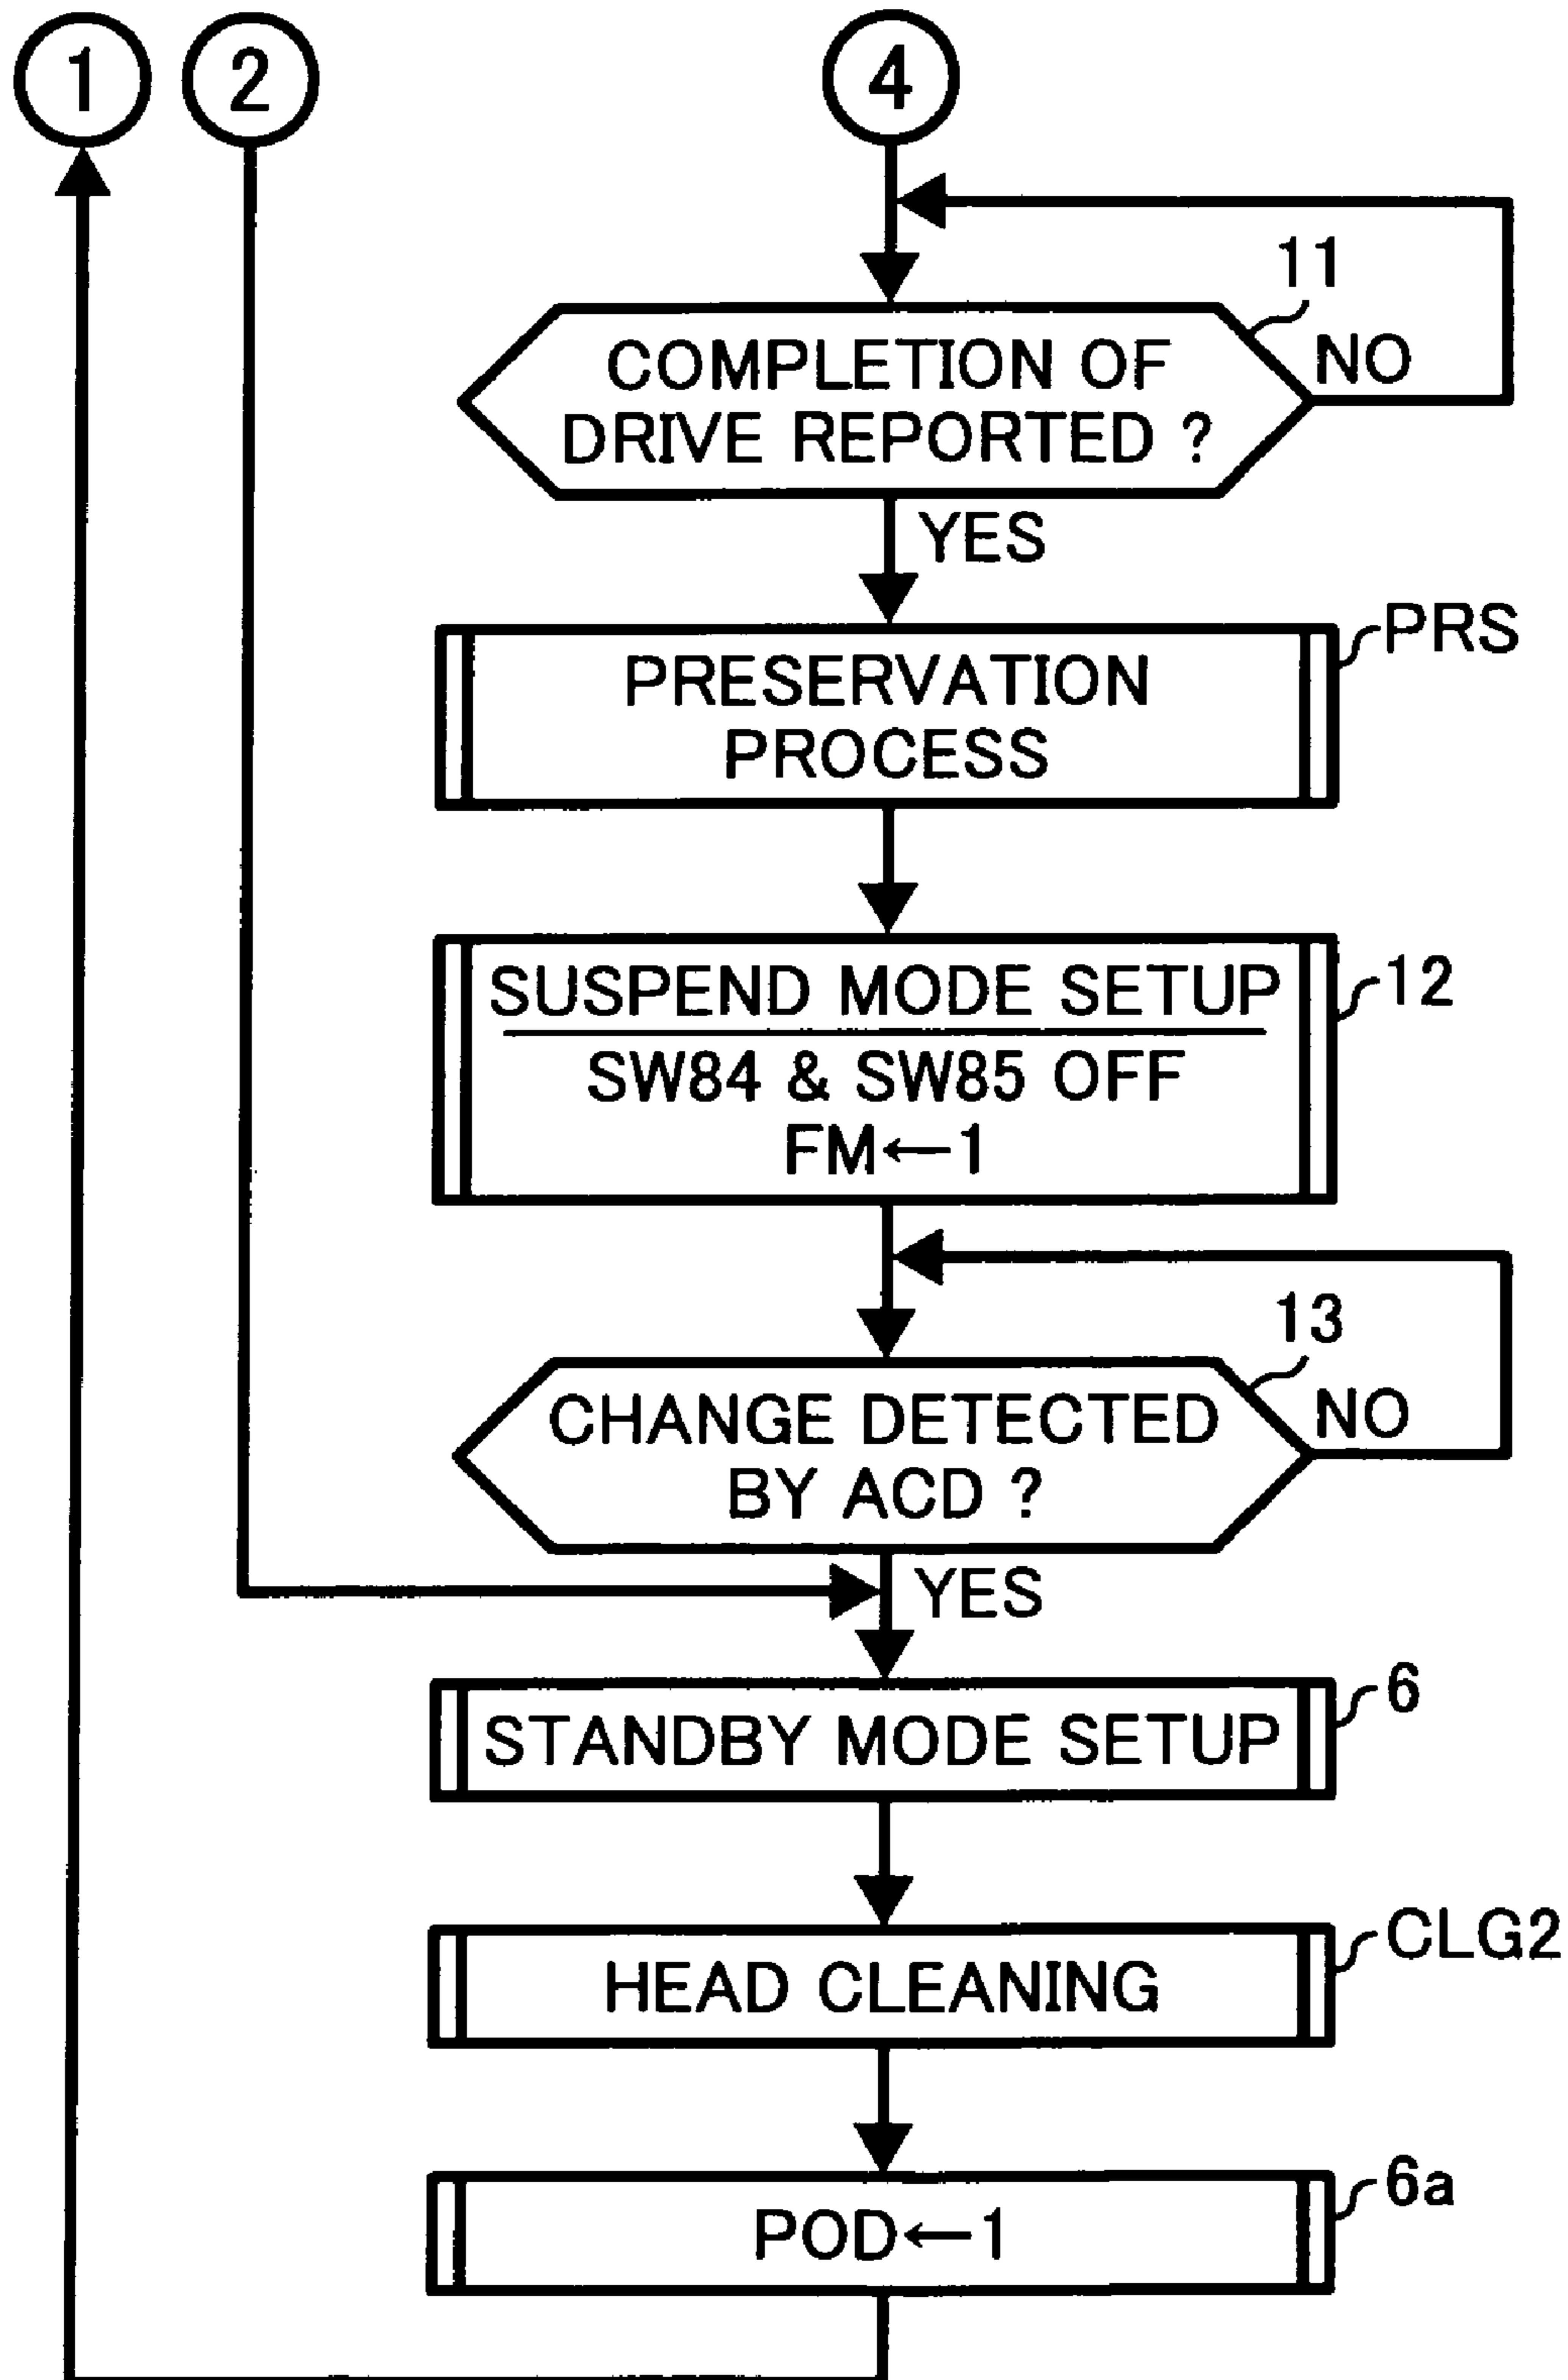 1
2
4
11
COMPLETION OF
DRIVE REPORTED ?
NO
YES
PRS
PRESERVATION
PROCESS
12
SUSPEND MODE SETUP
SW84 & SW85 OFF
FM←1
13
CHANGE DETECTED
BY ACD ?
NO
YES
6
STANDBY MODE SETUP
CLG2
HEAD CLEANING
6a
POD←1